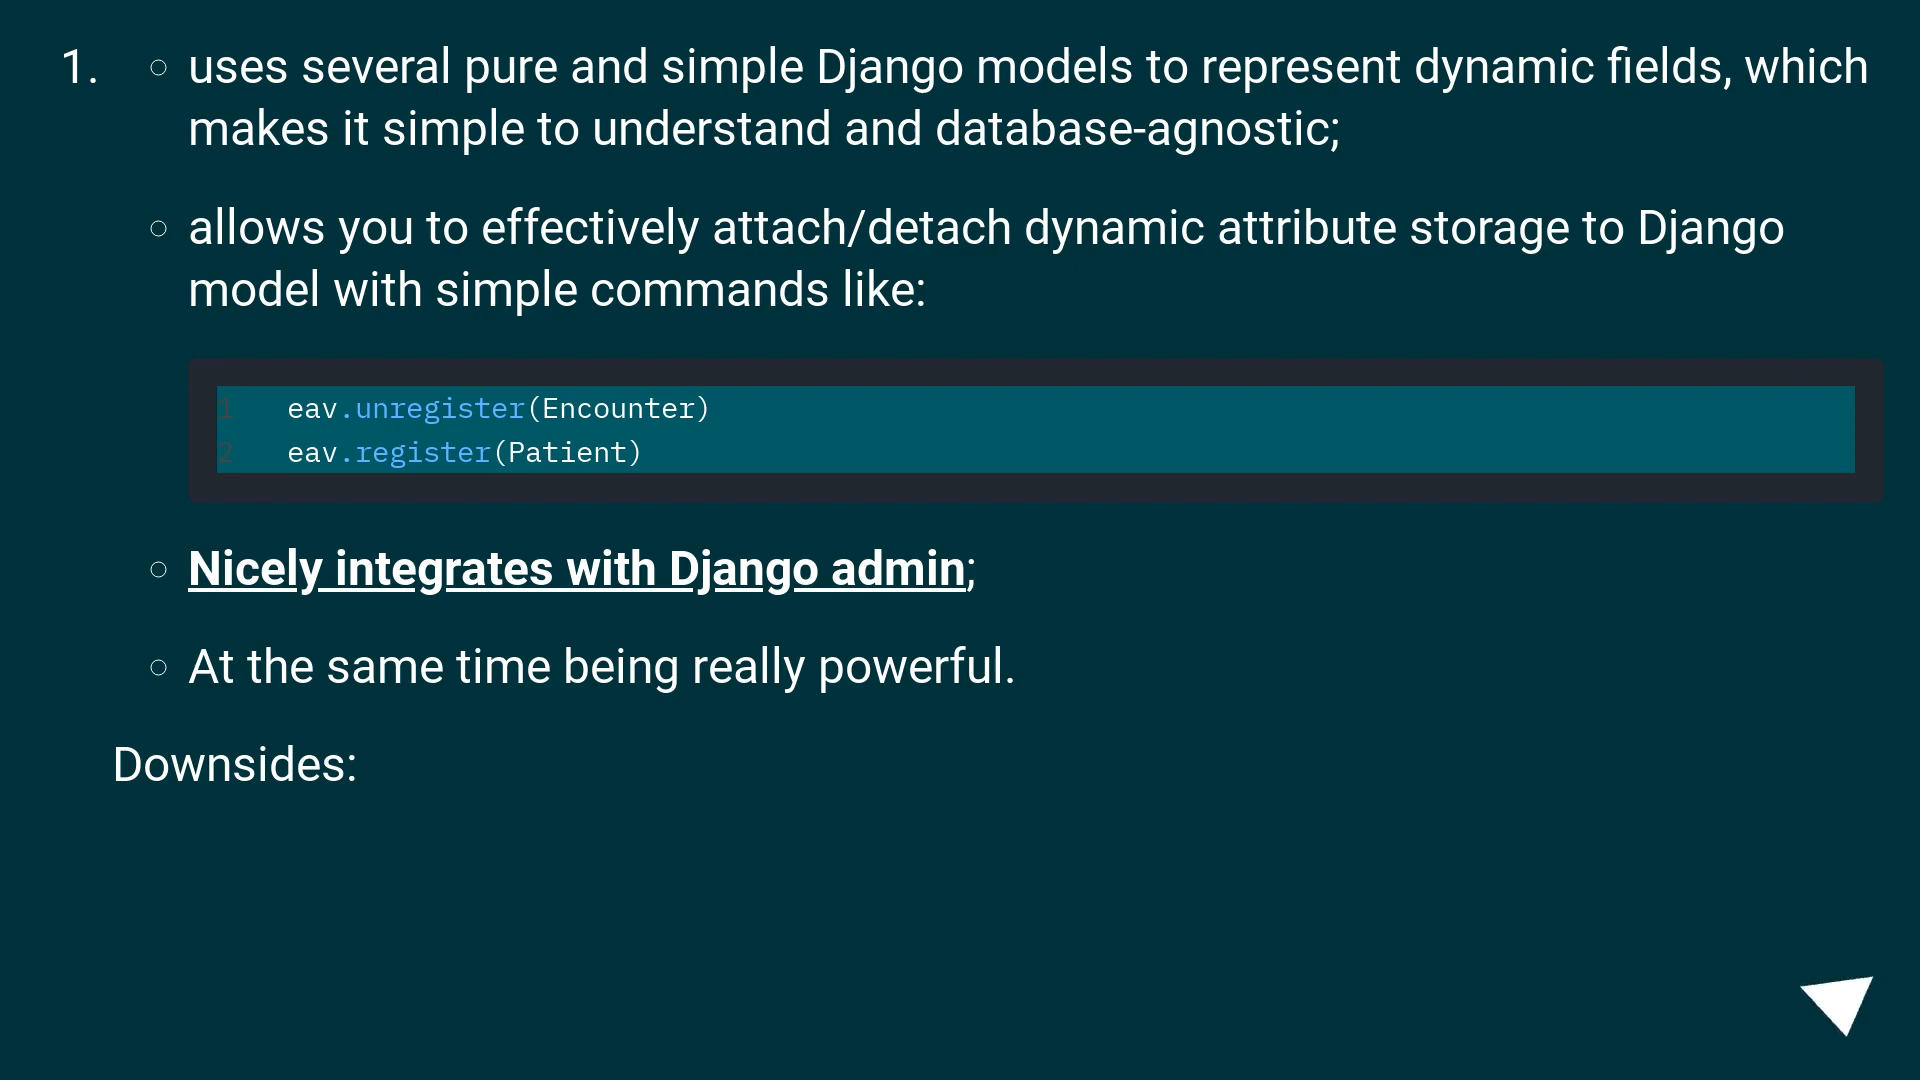 1. ○ uses several pure and simple Django models to represent dynamic fields, which
makes it simple to understand and database-agnostic;
○ allows you to effectively attach/detach dynamic attribute storage to Django
model with simple commands like:
1 eav.unregister(Encounter)
2 eav.register(Patient)
○ Nicely integrates with Django admin;
○ At the same time being really powerful.
Downsides: